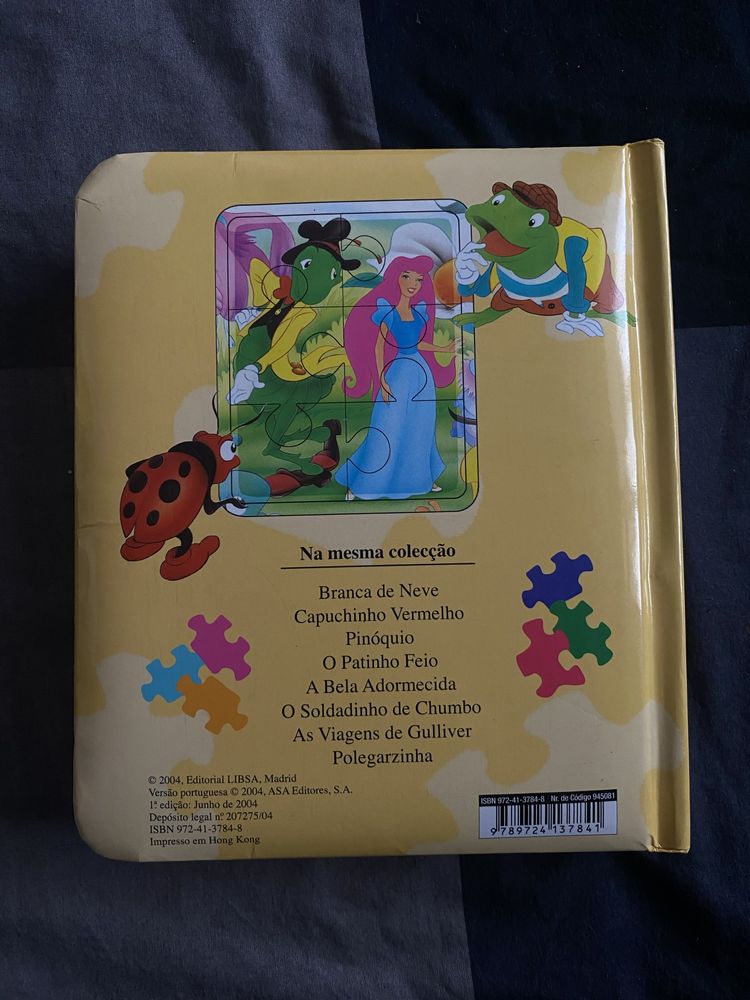 Na mesma colecção
Branca de Neve
Capuchinho Vermelho
Pinóquio
O Patinho Feio
A Bela Adormecida
O Soldadinho de Chumbo
As Viagens de Gulliver
Polegarzinha
© 2004, Editorial LIBSA, Madrid
Versão portuguesa © 2004, ASA Editores, S.A.
1ª edição: Junho de 2004
Depósito legal nº 207275/04
ISBN 972-41-3784-8
Impresso em Hong Kong
ISBN 972-41-3784-8 Nr. de Código 945081
9 789724 137841